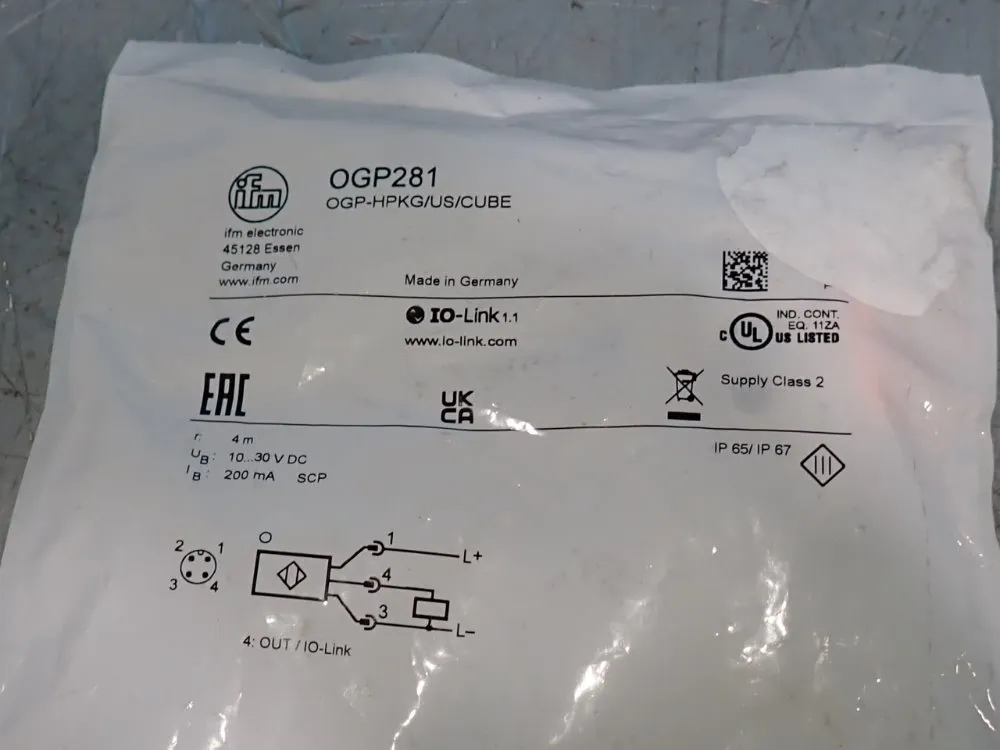 ifm
OGP281
OGP-HPKG/US/CUBE
ifm electronic
45128 Essen
Germany
www.ifm.com
Made in Germany
CE
IO-Link 1.1
www.io-link.com
C UL US LISTED
IND. CONT.
EQ. 11ZA
EAC
UK
CA
Supply Class 2
r: 4 m
UB: 10...30 V DC
IB: 200 mA SCP
IP 65/ IP 67
III
2 1
3 4
1 L+
4
3 L–
4: OUT / IO-Link